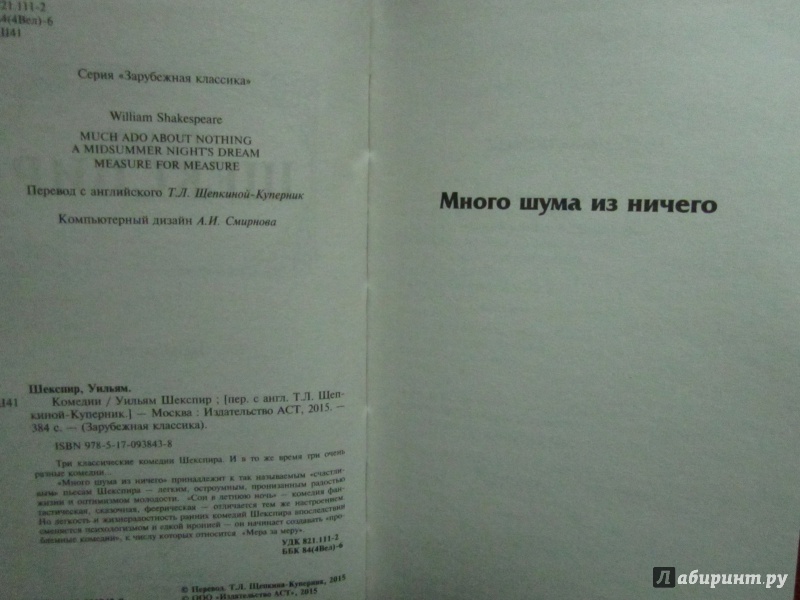 821.111-2
84(4Вел)-6
Ш41
Серия «Зарубежная классика»
William Shakespeare
MUCH ADO ABOUT NOTHING
A MIDSUMMER NIGHT'S DREAM
MEASURE FOR MEASURE
Перевод с английского Т.Л. Щепкиной-Куперник
Компьютерный дизайн А.И. Смирнова
Шекспир, Уильям.
Ш41 Комедии / Уильям Шекспир ; [пер. с англ. Т.Л. Щеп-
киной-Куперник.] — Москва : Издательство АСТ, 2015. —
384 с. — (Зарубежная классика).
ISBN 978-5-17-093843-8
Три классические комедии Шекспира. И в то же время три очень
разные комедии...
«Много шума из ничего» принадлежит к так называемым «счастли-
вым» пьесам Шекспира — легким, остроумным, пронизанным радостью
жизни и оптимизмом молодости. «Сон в летнюю ночь» — комедия фан-
тастическая, сказочная, феерическая — отличается тем же настроением.
Но легкость и жизнерадостность ранних комедий Шекспира впоследствии
сменяется психологизмом и едкой иронией — он начинает создавать «про-
блемные комедии», к числу которых относится «Мера за меру».
УДК 821.111-2
ББК 84(4Вел)-6
© Перевод. Т.Л. Щепкина-Куперник, 2015
© ООО «Издательство АСТ», 2015
Много шума из ничего
Лабиринт.ру